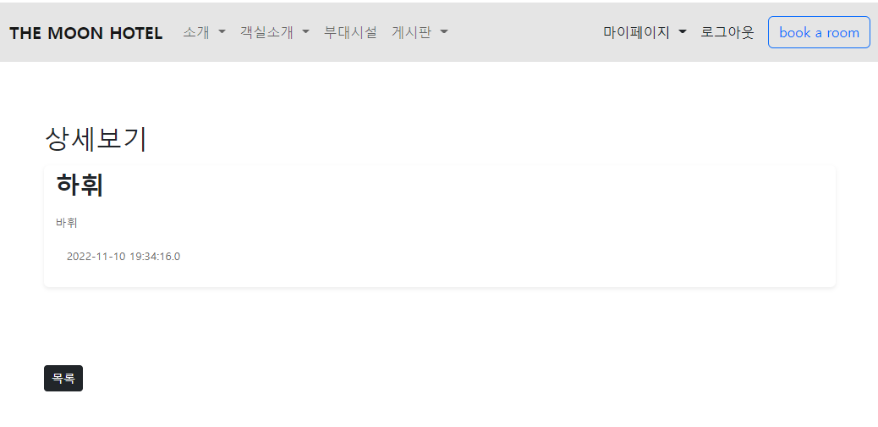 THE MOON HOTEL 소개 객실소개 부대시설 게시판 마이페이지 로그아웃 book a room
상세보기
하휘
바휘
2022-11-10 19:34:16.0
목록